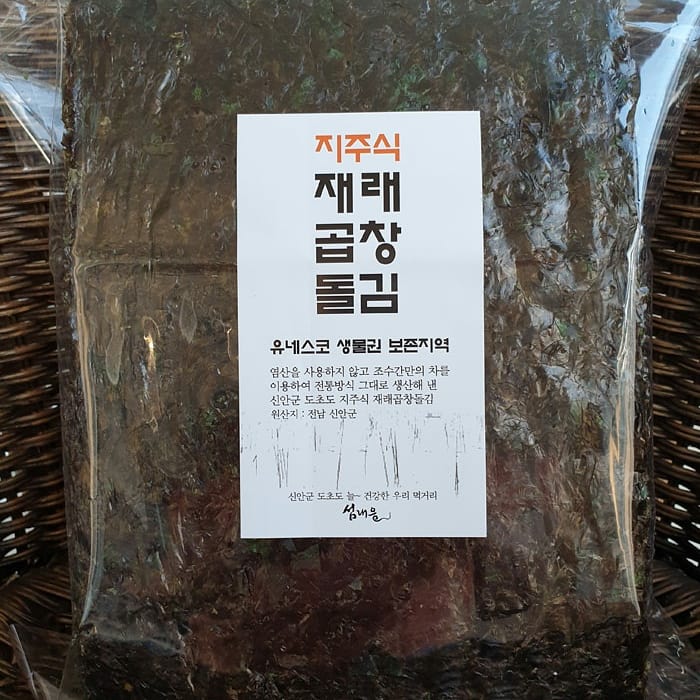 지주식
재래
곱창
돌김
유네스코 생물권 보존지역
염산을 사용하지 않고 조수간만의 차를
이용하여 전통방식 그대로 생산해 낸
신안군 도초도 지주식 재래곱창돌김
원산지 : 전남 신안군
신안군 도초도 늘~ 건강한 우리 먹거리
섬내음